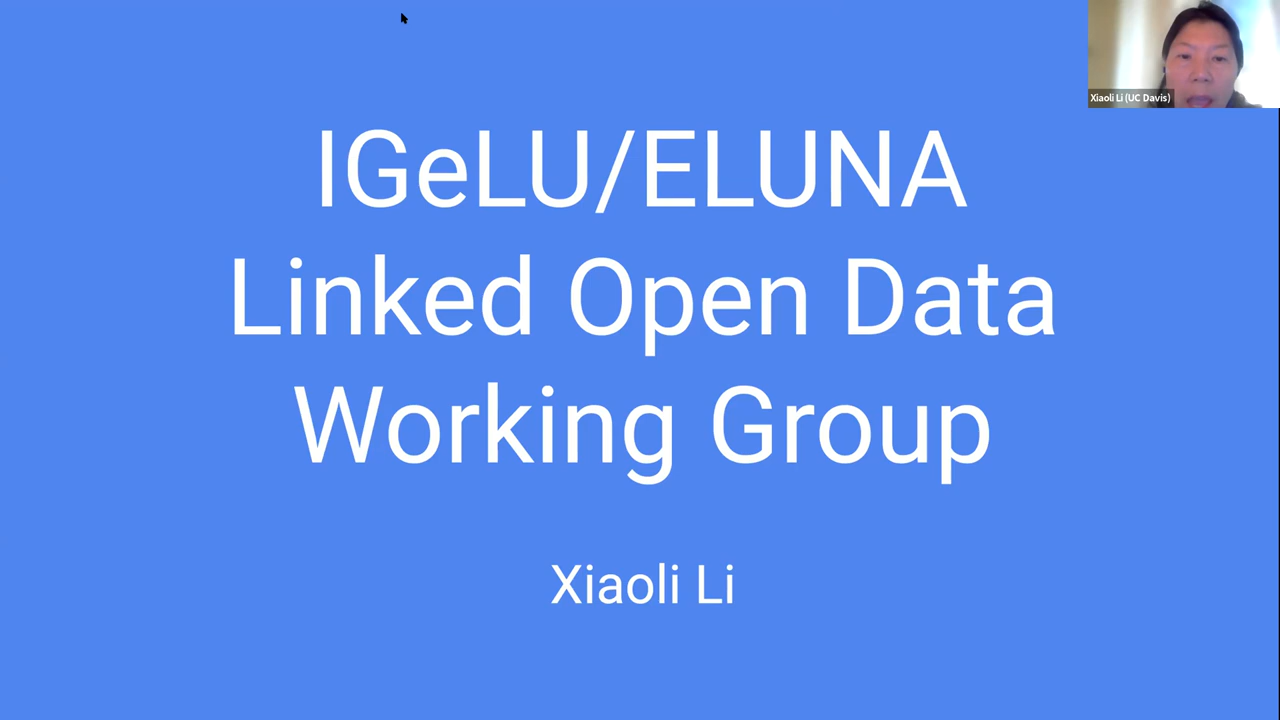 Xiaoli Li (UC Davis)
IGeLU/ELUNA
Linked Open Data
Working Group
Xiaoli Li